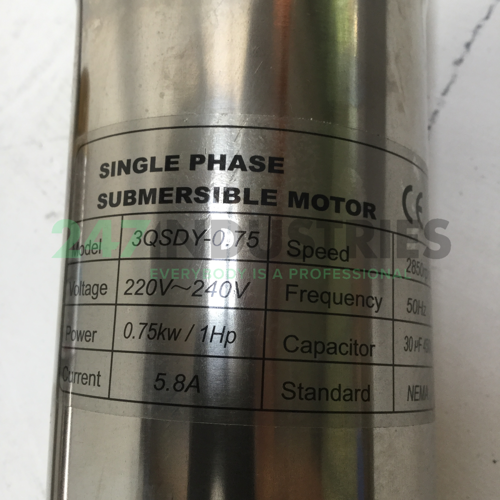 SINGLE PHASE
SUBMERSIBLE MOTOR CE
Model 3QSDY-0.75 Speed
Voltage 220V~240V Frequency 50Hz
Power 0.75kw / 1Hp Capacitor 30µF
Current 5.8A Standard NEMA
247 INDUSTRIES
EVERYBODY IS A PROFESSIONAL